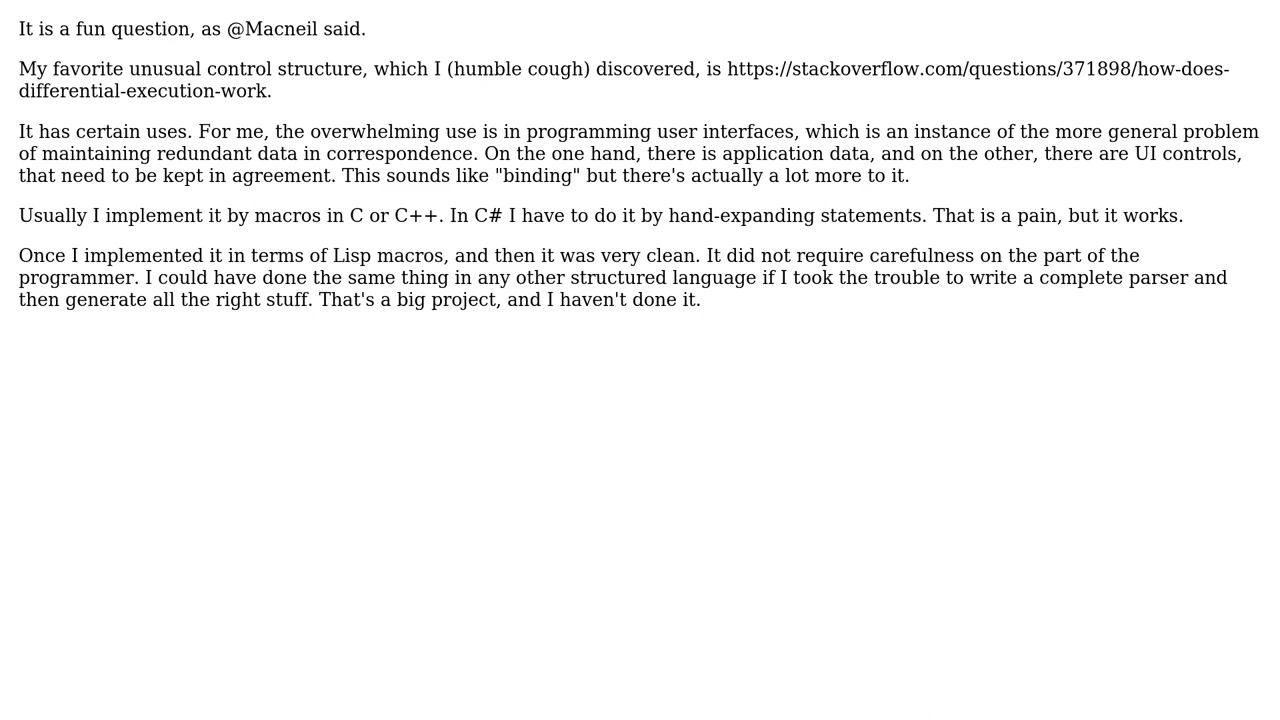 It is a fun question, as @Macneil said.
My favorite unusual control structure, which I (humble cough) discovered, is https://stackoverflow.com/questions/371898/how-does-
differential-execution-work.
It has certain uses. For me, the overwhelming use is in programming user interfaces, which is an instance of the more general problem
of maintaining redundant data in correspondence. On the one hand, there is application data, and on the other, there are UI controls,
that need to be kept in agreement. This sounds like "binding" but there's actually a lot more to it.
Usually I implement it by macros in C or C++. In C# I have to do it by hand-expanding statements. That is a pain, but it works.
Once I implemented it in terms of Lisp macros, and then it was very clean. It did not require carefulness on the part of the
programmer. I could have done the same thing in any other structured language if I took the trouble to write a complete parser and
then generate all the right stuff. That's a big project, and I haven't done it.